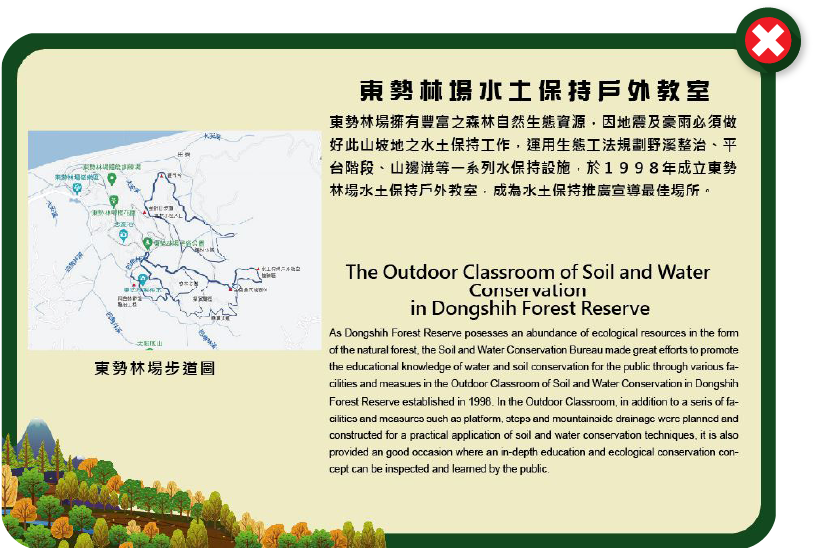 東勢林場水土保持戶外教室
東勢林場擁有豐富之森林自然生態資源，因地震及豪雨必須做
好此山坡地之水土保持工作，運用生態工法規劃野溪整治、平
台階段、山邊溝等一系列水保持設施，於１９９８年成立東勢
林場水土保持戶外教室，成為水土保持推廣宣導最佳場所。
東勢林場步道圖
The Outdoor Classroom of Soil and Water
Conservation
in Dongshih Forest Reserve
As Dongshih Forest Reserve posesses an abundance of ecological resources in the form
of the natural forest, the Soil and Water Conservation Bureau made great efforts to promote
the educational knowledge of water and soil conservation for the public through various fa-
cilities and measues in the Outdoor Classroom of Soil and Water Conservation in Dongshih
Forest Reserve established in 1998. In the Outdoor Classroom, in addition to a seris of fa-
cilities and measures such as platform, steps and mountainside drainage were planned and
constructed for a practical application of soil and water conservation techniques, it is also
provided an good occasion where an in-depth education and ecological conservation con-
cept can be inspected and learned by the public.